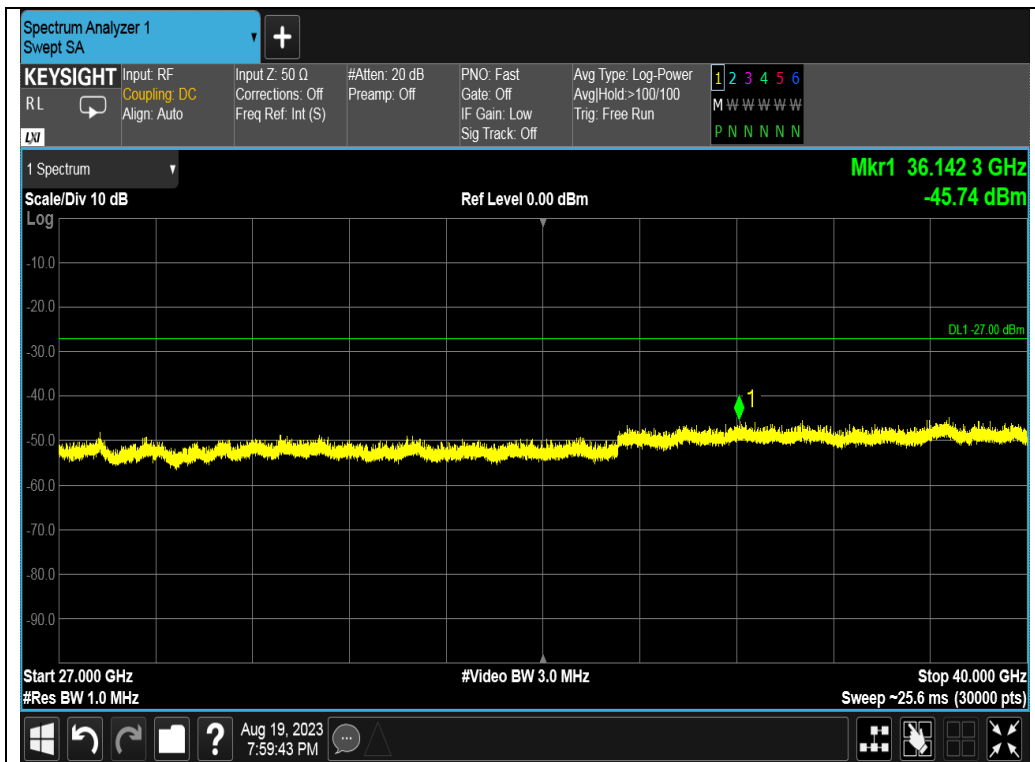 Spectrum Analyzer 1
Swept SA
+
KEYSIGHT
RL
LXI
Input: RF
Coupling: DC
Align: Auto
Input Z: 50 Ω
Corrections: Off
Freq Ref: Int (S)
#Atten: 20 dB
Preamp: Off
PNO: Fast
Gate: Off
IF Gain: Low
Sig Track: Off
Avg Type: Log-Power
Avg|Hold:>100/100
Trig: Free Run
1 2 3 4 5 6
M W W W W W
P N N N N N
1 Spectrum
Mkr1 36.142 3 GHz
-45.74 dBm
Scale/Div 10 dB
Ref Level 0.00 dBm
Log
-10.0
-20.0
DL1 -27.00 dBm
-30.0
-40.0
1
-50.0
-60.0
-70.0
-80.0
-90.0
Start 27.000 GHz
#Video BW 3.0 MHz
Stop 40.000 GHz
#Res BW 1.0 MHz
Sweep ~25.6 ms (30000 pts)
?
Aug 19, 2023
7:59:43 PM